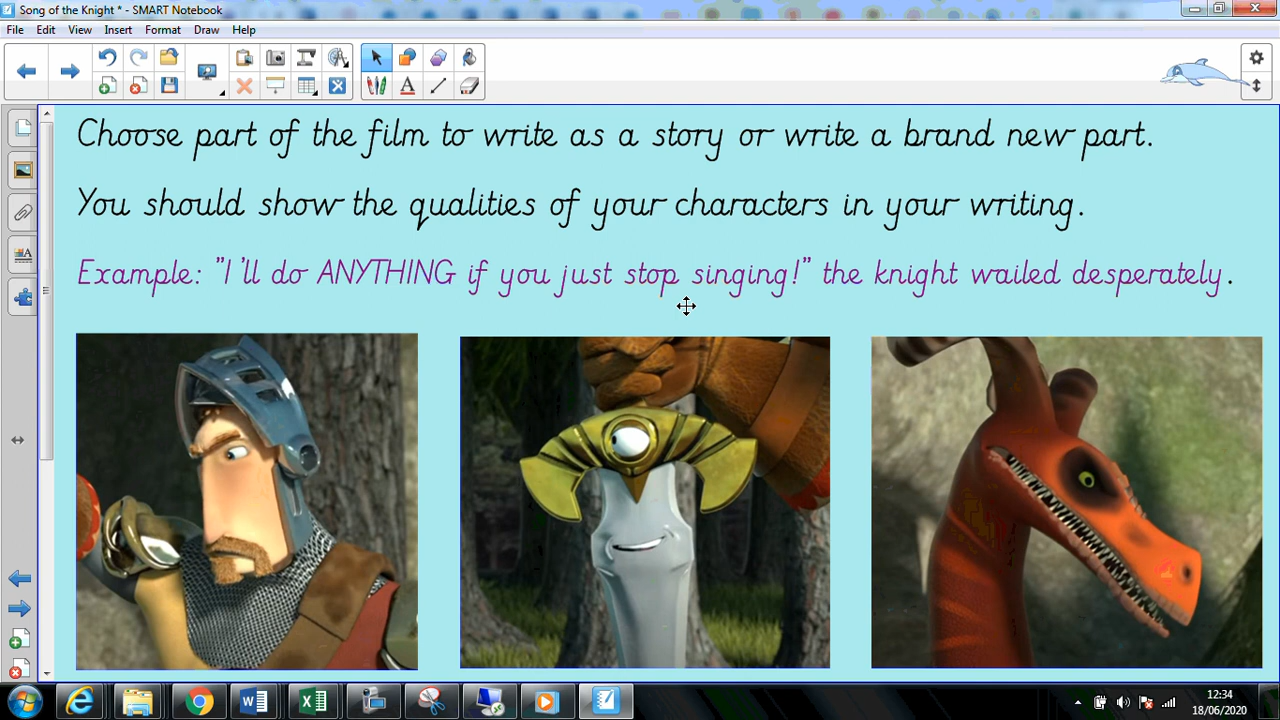 Song of the Knight * - SMART Notebook
File Edit View Insert Format Draw Help
Choose part of the film to write as a story or write a brand new part.
You should show the qualities of your characters in your writing.
Example: "I'll do ANYTHING if you just stop singing!" the knight wailed desperately.
12:34
18/06/2020